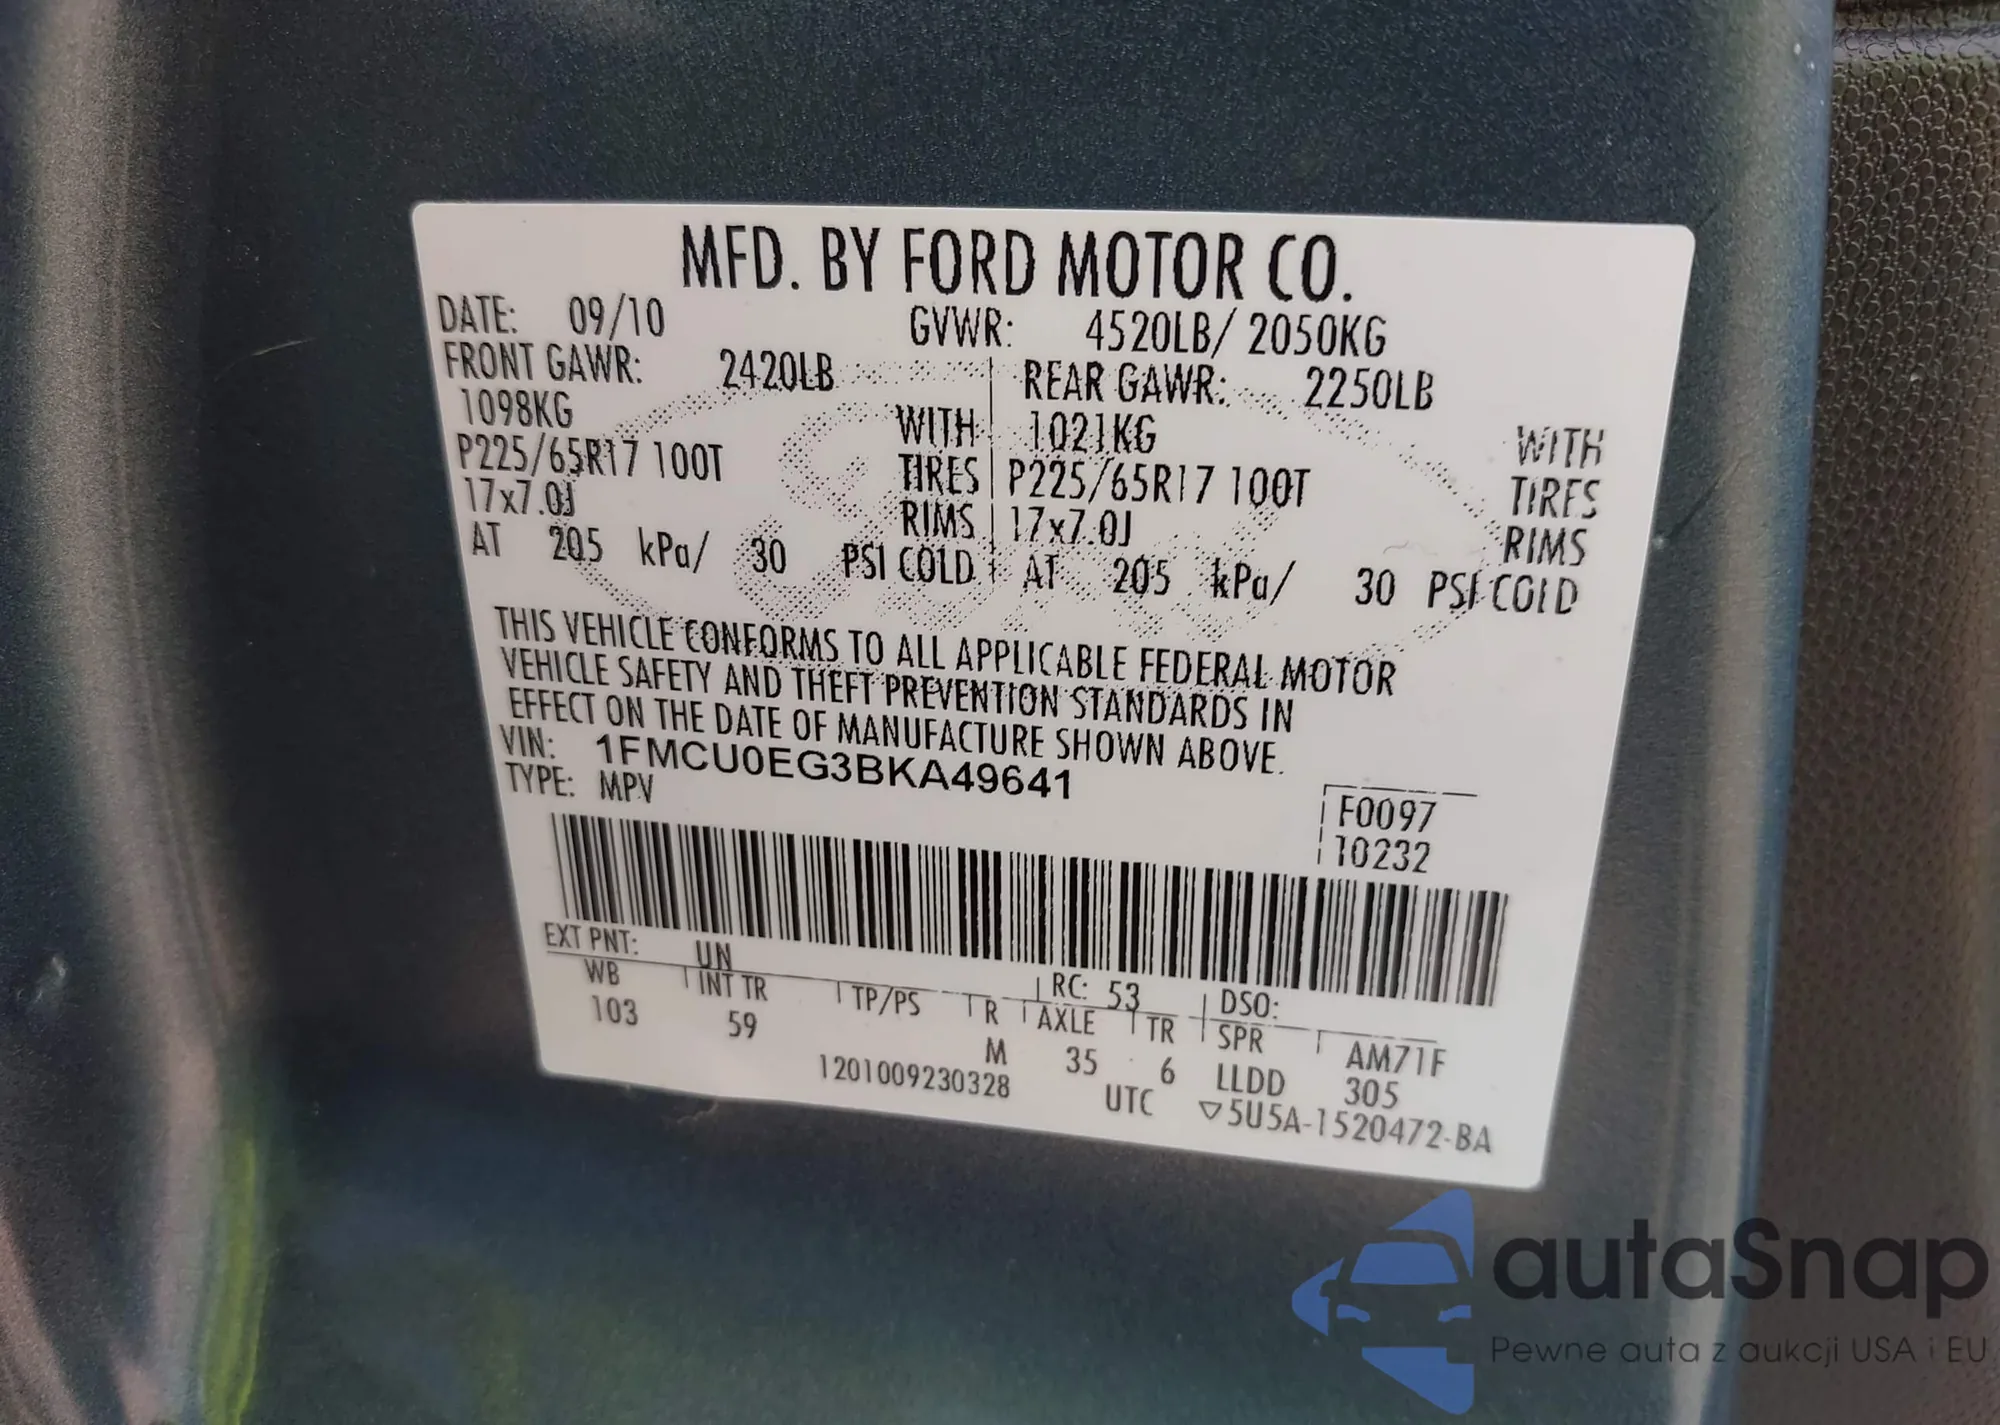 MFD. BY FORD MOTOR CO.
DATE: 09/10 GVWR: 4520LB/ 2050KG
FRONT GAWR: 2420LB REAR GAWR: 2250LB
1098KG WITH 1021KG WITH
P225/65R17 100T TIRES P225/65R17 100T TIRES
17x7.0J RIMS 17x7.0J RIMS
AT 205 kPa/ 30 PSI COLD AT 205 kPa/ 30 PSI COLD
THIS VEHICLE CONFORMS TO ALL APPLICABLE FEDERAL MOTOR
VEHICLE SAFETY AND THEFT PREVENTION STANDARDS IN
EFFECT ON THE DATE OF MANUFACTURE SHOWN ABOVE.
VIN: 1FMCU0EG3BKA49641
TYPE: MPV
F0097
10232
EXT PNT: UN RC: 53 DSO:
WB INT TR TP/PS R AXLE TR SPR AM71F
103 59 M 35 6 LLDD 305
1201009230328 UTC ▽5U5A-1520472-BA
autaSnap
Pewne auta z aukcji USA i EU